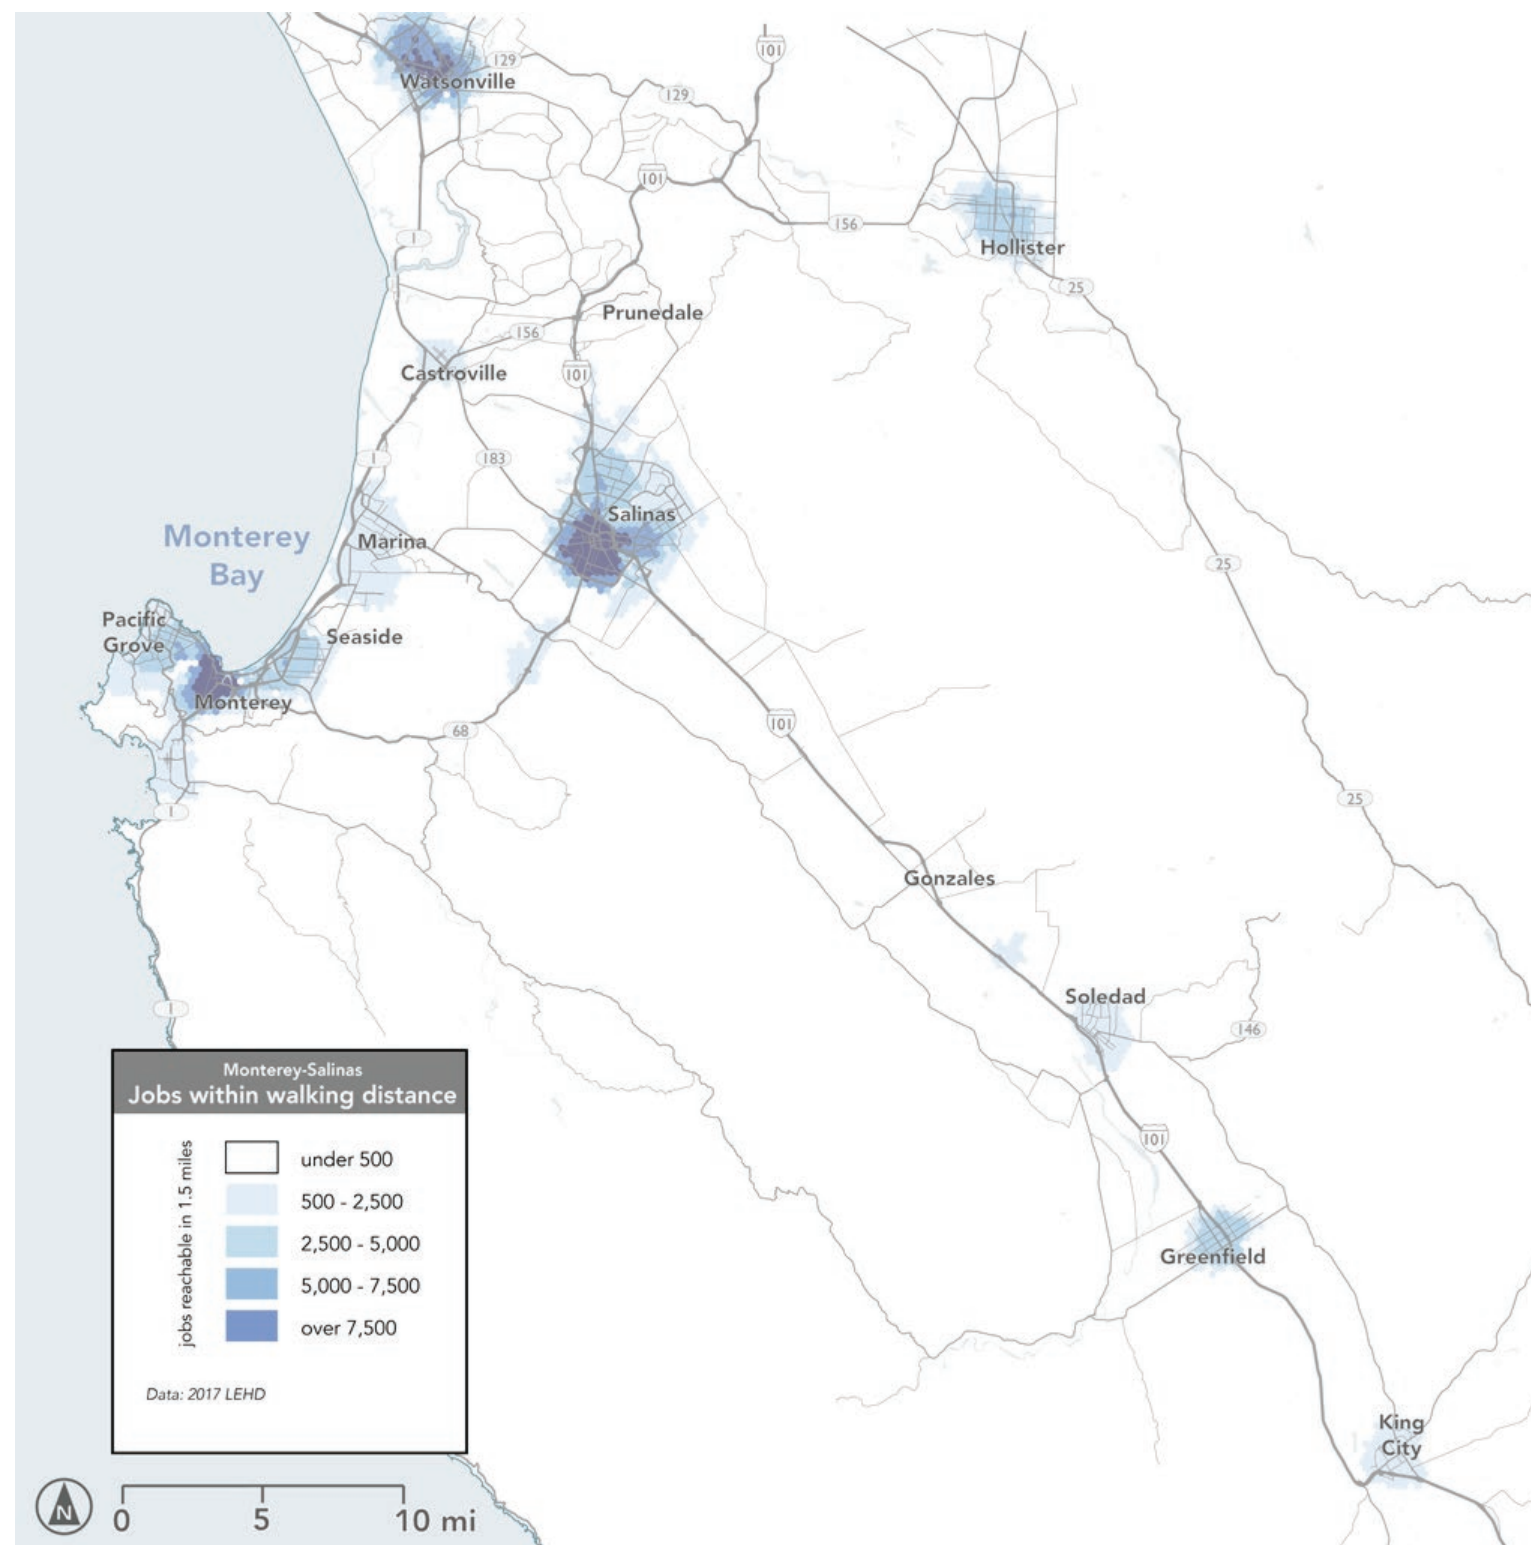 101
129
Watsonville
129
101
156
1
Hollister
25
Prunedale
156
Castroville
101
1
183
Salinas
Monterey
Bay
Marina
25
Pacific
Grove
Seaside
Monterey
68
101
25
1
Gonzales
Soledad
1
146
101
Greenfield
King
City
Monterey-Salinas
Jobs within walking distance
jobs reachable in 1.5 miles
under 500
500 - 2,500
2,500 - 5,000
5,000 - 7,500
over 7,500
Data: 2017 LEHD
N
0 5 10 mi